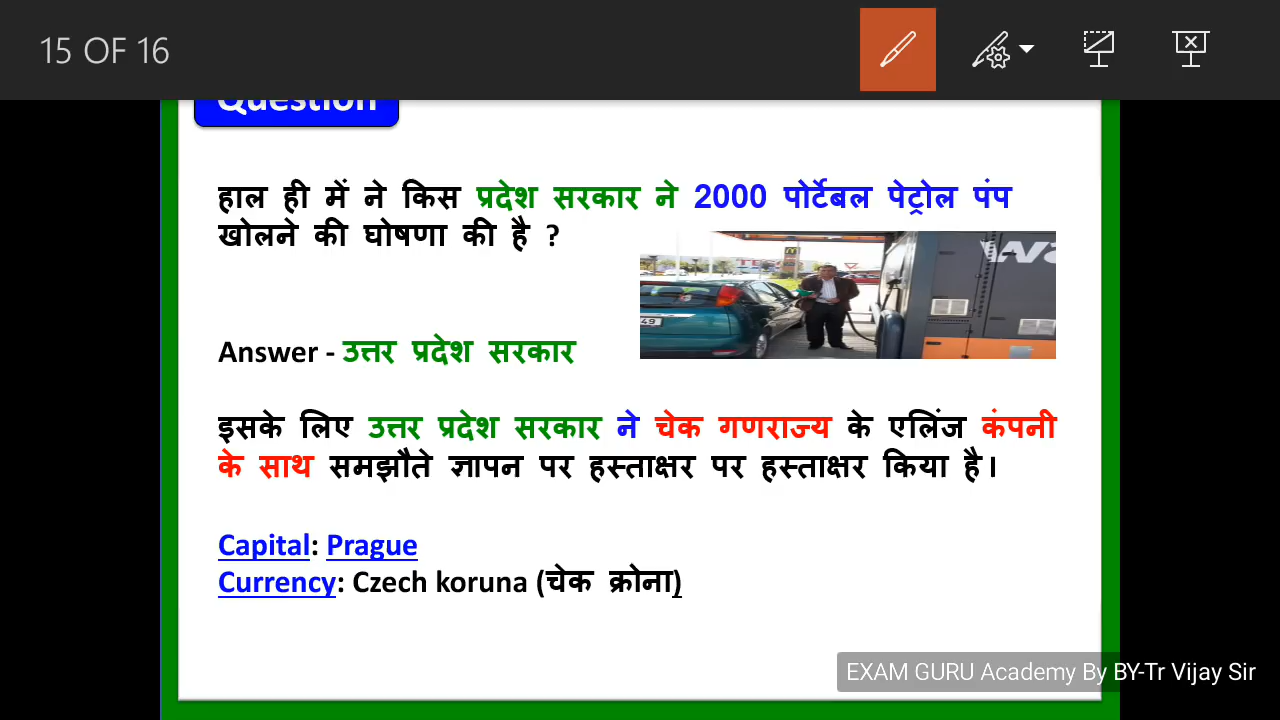 15 OF 16
Question
हाल ही में ने किस प्रदेश सरकार ने 2000 पोर्टेबल पेट्रोल पंप
खोलने की घोषणा की है ?
49
Answer - उत्तर प्रदेश सरकार
इसके लिए उत्तर प्रदेश सरकार ने चेक गणराज्य के एलिंज कंपनी
के साथ समझौते ज्ञापन पर हस्ताक्षर पर हस्ताक्षर किया है।
Capital: Prague
Currency: Czech koruna (चेक क्रोना)
EXAM GURU Academy By BY-Tr Vijay Sir